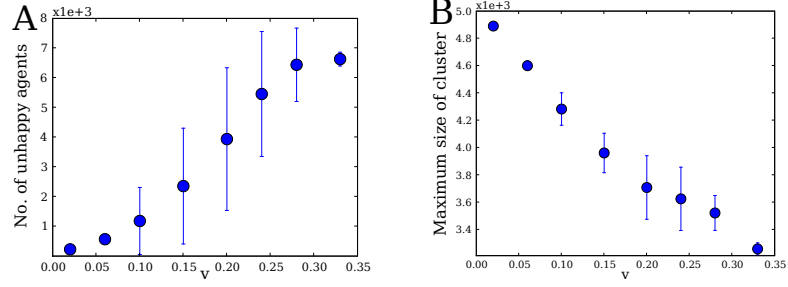 A
x1e+3
8
7
6
5
4
3
2
1
0.00 0.05 0.10 0.15 0.20 0.25 0.30 0.35
v
No. of unhappy agents
B
x1e+3
5.0
4.8
4.6
4.4
4.2
4.0
3.8
3.6
3.4
0.00 0.05 0.10 0.15 0.20 0.25 0.30 0.35
v
Maximum size of cluster